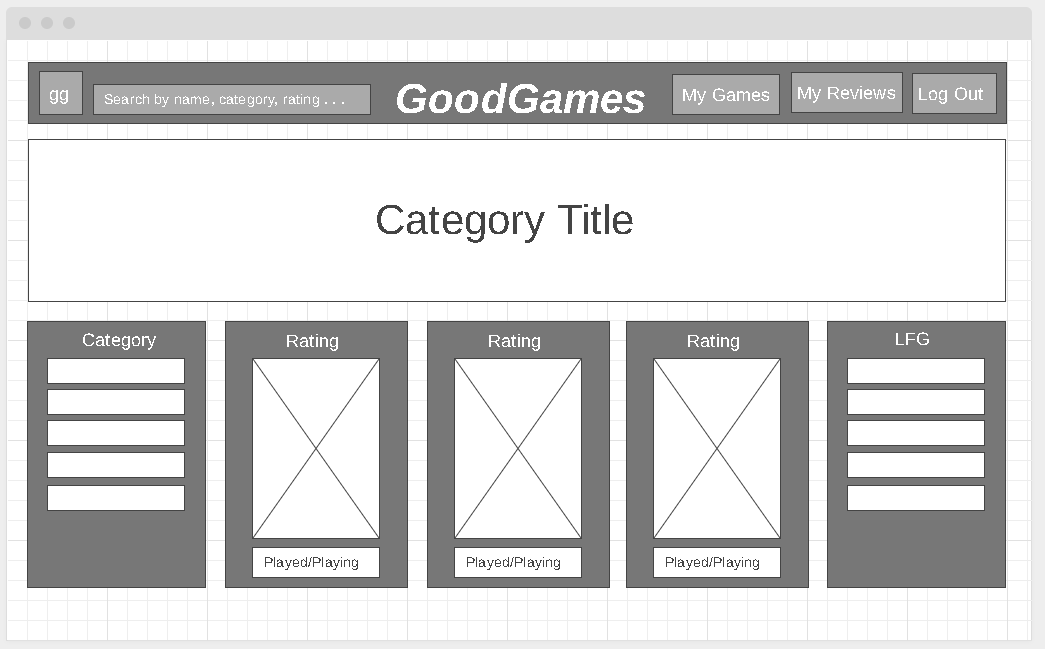 gg
Search by name, category, rating . . .
GoodGames
My Games
My Reviews
Log Out
Category Title
Category
Rating
Played/Playing
Rating
Played/Playing
Rating
Played/Playing
LFG